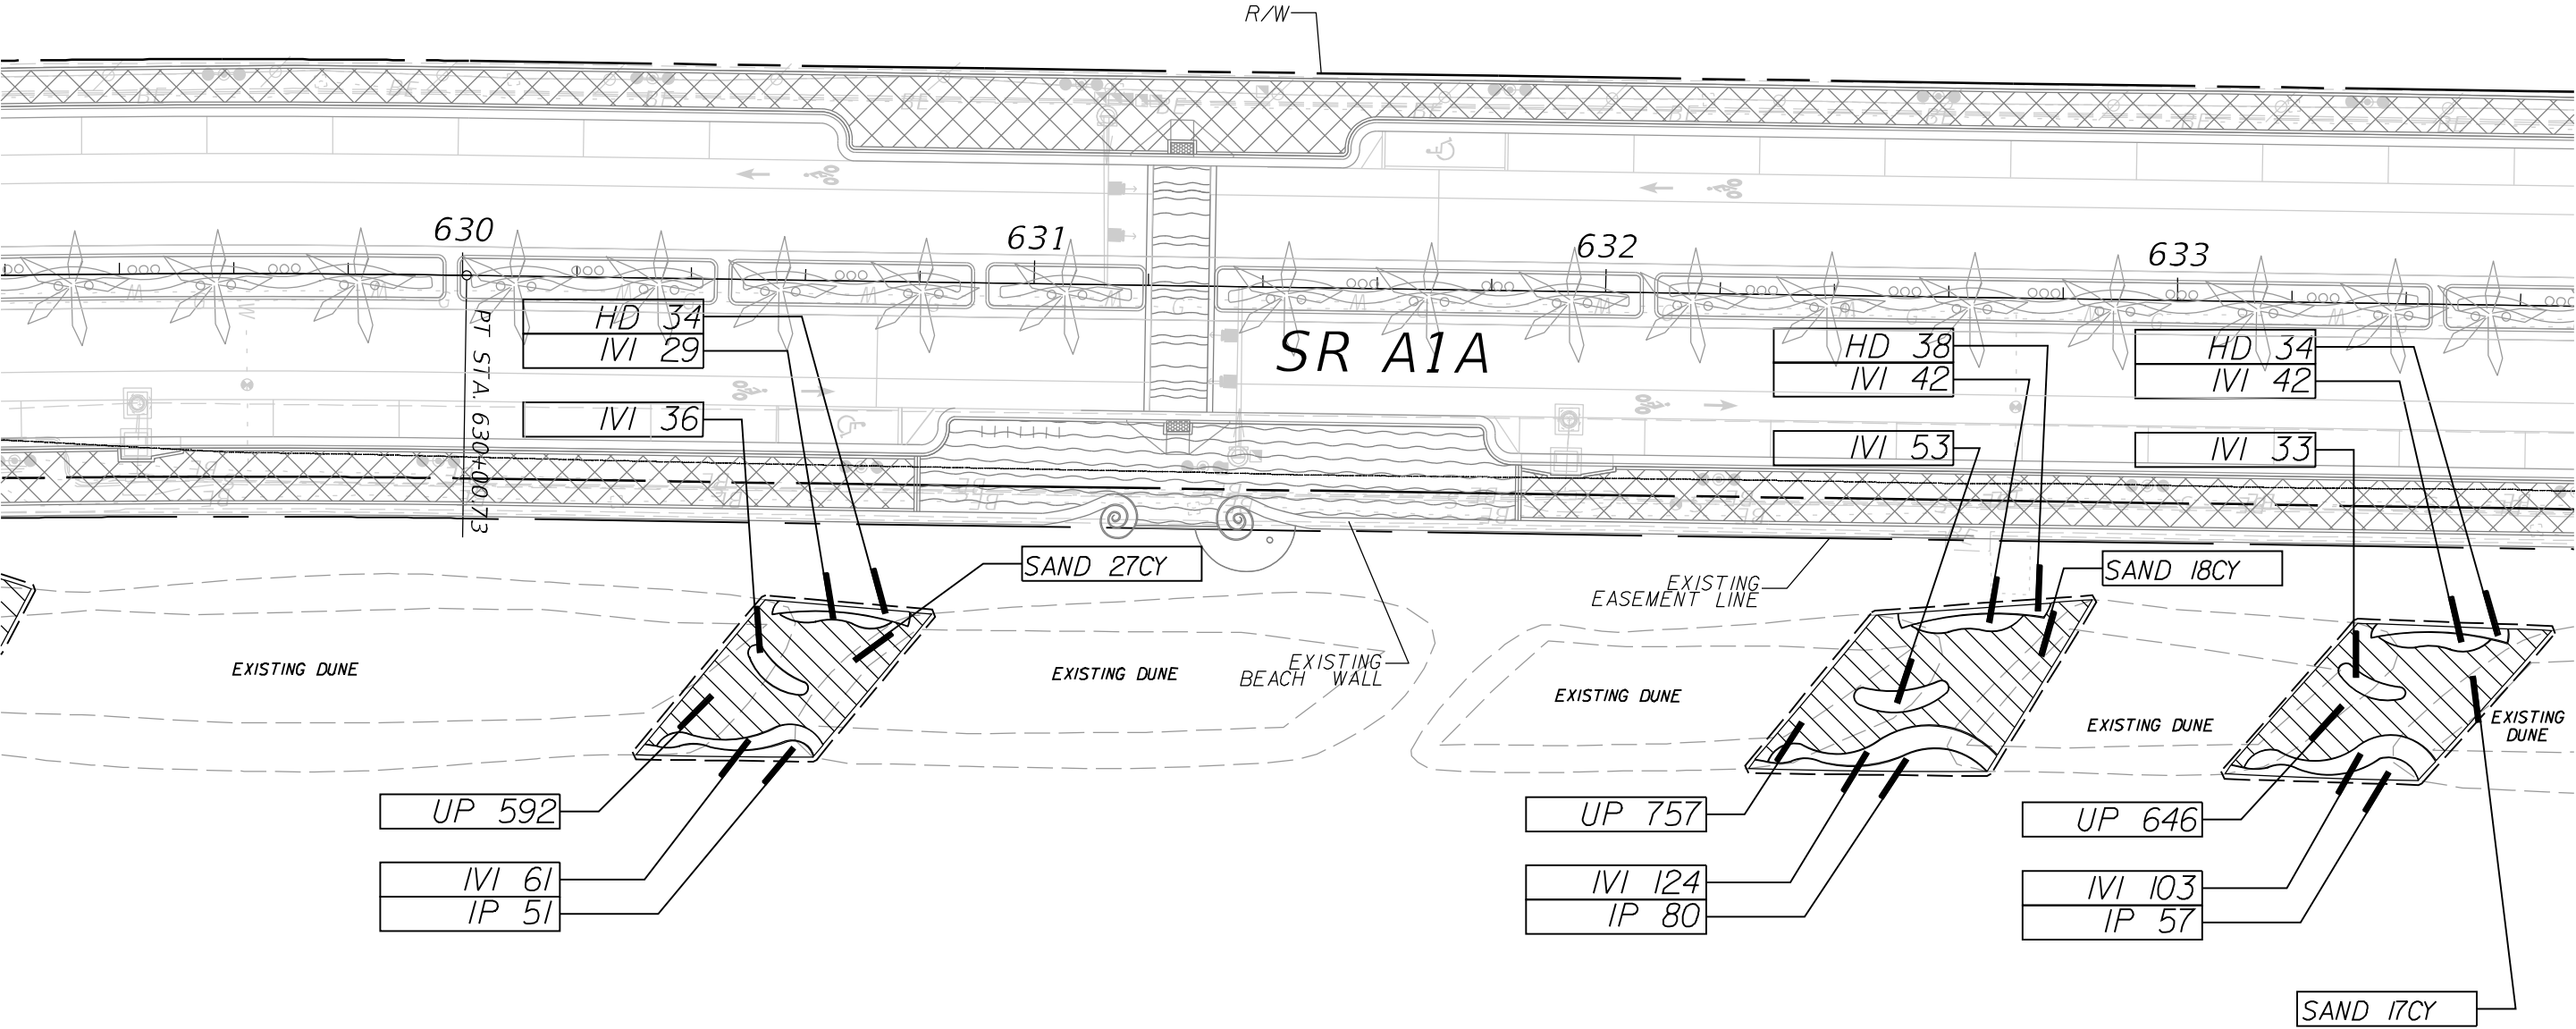 R/W
630
631
632
633
PT STA. 630+00.73
HD 34
IVI 29
IVI 36
SR A1A
HD 38
IVI 42
IVI 53
HD 34
IVI 42
IVI 33
SAND 27CY
SAND 18CY
EXISTING
EASEMENT LINE
EXISTING
BEACH WALL
EXISTING DUNE
EXISTING DUNE
EXISTING DUNE
EXISTING DUNE
EXISTING
DUNE
UP 592
IVI 61
IP 51
UP 757
IVI 124
IP 80
UP 646
IVI 103
IP 57
SAND 17CY